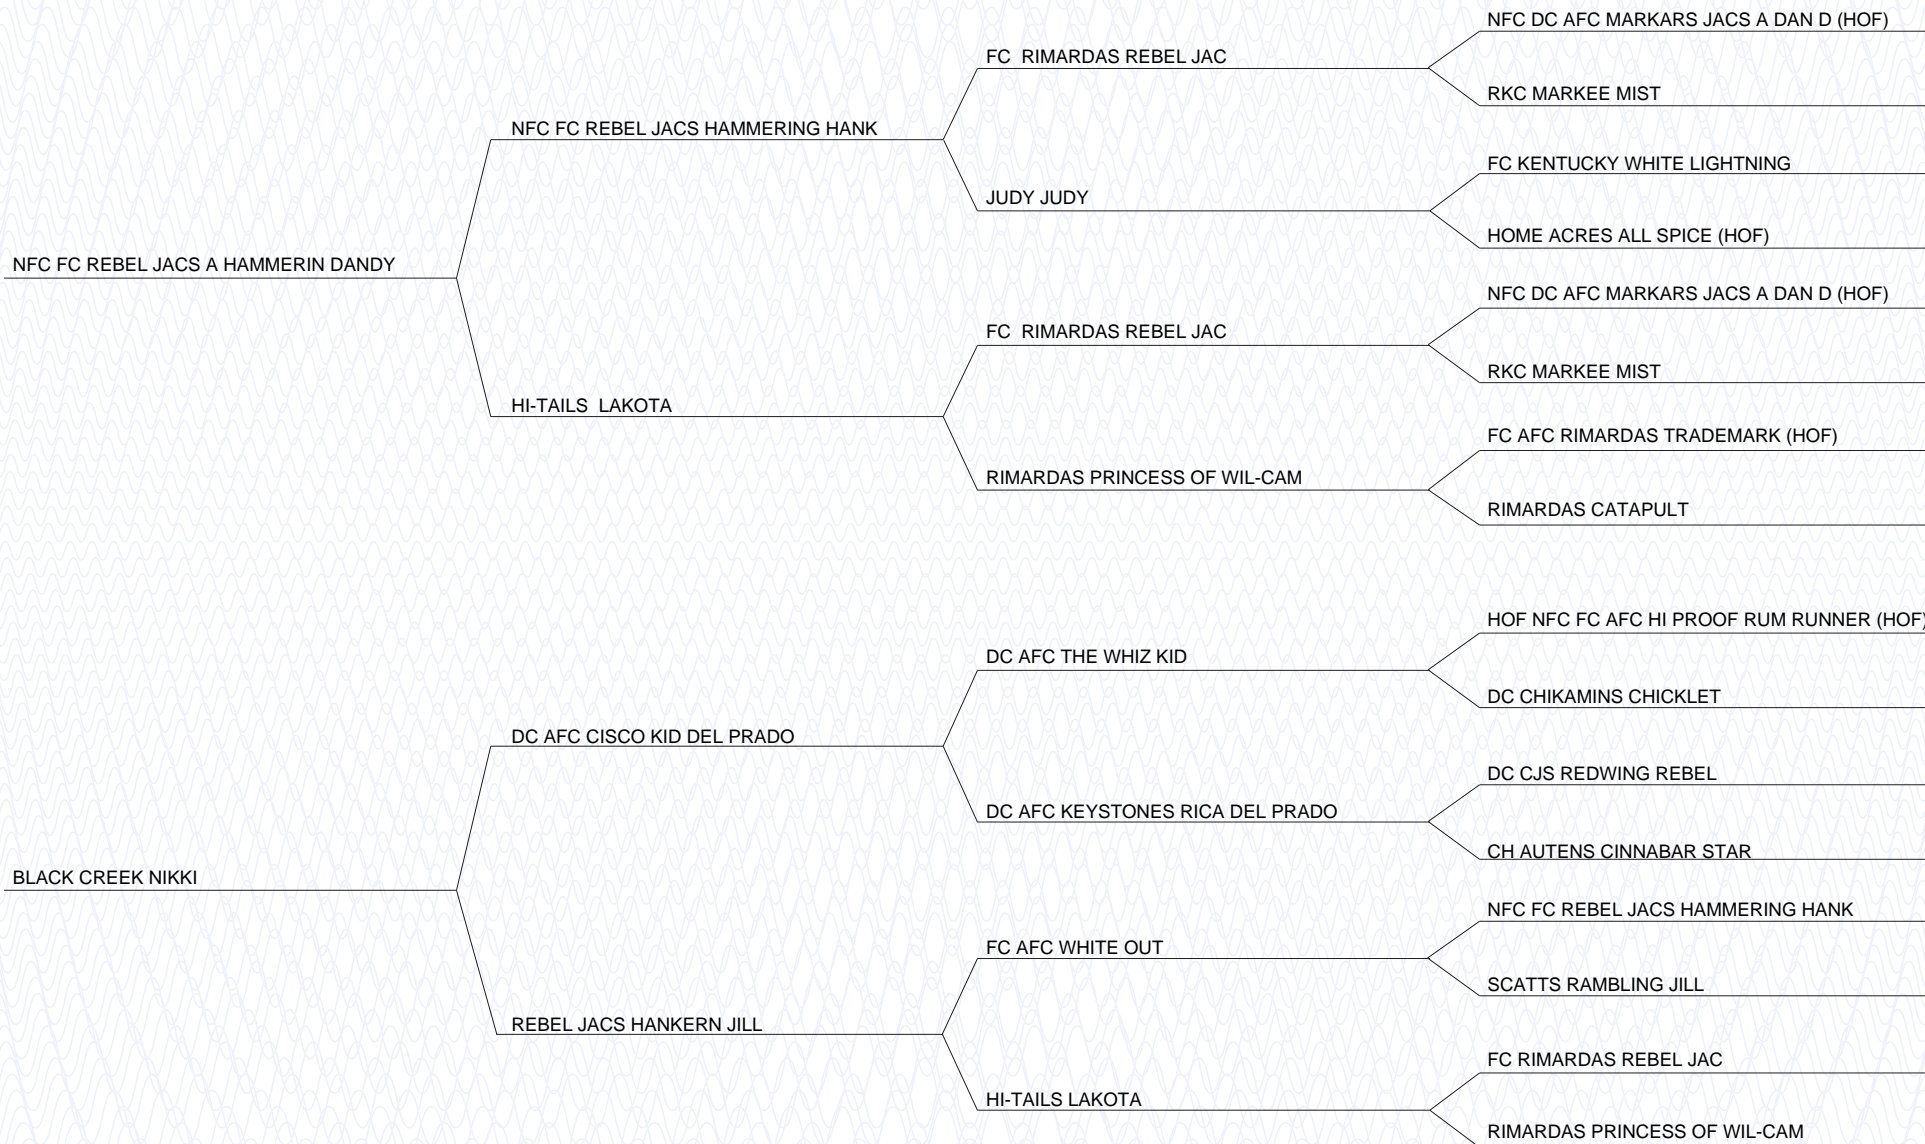 NFC DC AFC MARKARS JACS A DAN D (HOF)
FC  RIMARDAS REBEL JAC
RKC MARKEE MIST
NFC FC REBEL JACS HAMMERING HANK
FC KENTUCKY WHITE LIGHTNING
JUDY JUDY
HOME ACRES ALL SPICE (HOF)
NFC FC REBEL JACS A HAMMERIN DANDY
NFC DC AFC MARKARS JACS A DAN D (HOF)
FC  RIMARDAS REBEL JAC
RKC MARKEE MIST
HI-TAILS  LAKOTA
FC AFC RIMARDAS TRADEMARK (HOF)
RIMARDAS PRINCESS OF WIL-CAM
RIMARDAS CATAPULT
HOF NFC FC AFC HI PROOF RUM RUNNER (HOF)
DC AFC THE WHIZ KID
DC CHIKAMINS CHICKLET
DC AFC CISCO KID DEL PRADO
DC CJS REDWING REBEL
DC AFC KEYSTONES RICA DEL PRADO
CH AUTENS CINNABAR STAR
BLACK CREEK NIKKI
NFC FC REBEL JACS HAMMERING HANK
FC AFC WHITE OUT
SCATTS RAMBLING JILL
REBEL JACS HANKERN JILL
FC RIMARDAS REBEL JAC
HI-TAILS LAKOTA
RIMARDAS PRINCESS OF WIL-CAM